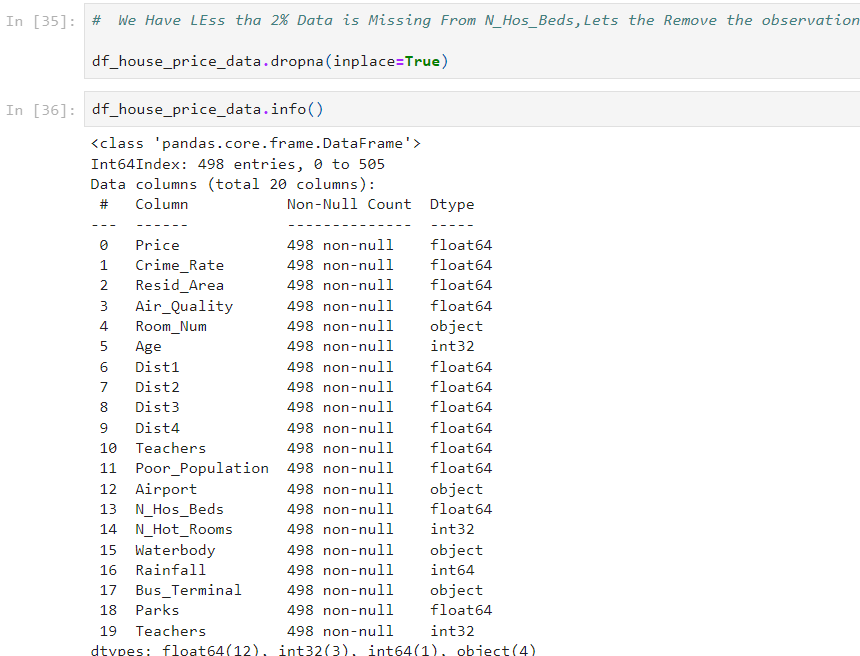 In [35]: #  We Have LEss tha 2% Data is Missing From N_Hos_Beds,Lets the Remove the observation
df_house_price_data.dropna(inplace=True)
In [36]: df_house_price_data.info()
<class 'pandas.core.frame.DataFrame'>
Int64Index: 498 entries, 0 to 505
Data columns (total 20 columns):
 #   Column           Non-Null Count  Dtype
---  ------           --------------  -----
 0   Price            498 non-null    float64
 1   Crime_Rate       498 non-null    float64
 2   Resid_Area       498 non-null    float64
 3   Air_Quality      498 non-null    float64
 4   Room_Num         498 non-null    object
 5   Age              498 non-null    int32
 6   Dist1            498 non-null    float64
 7   Dist2            498 non-null    float64
 8   Dist3            498 non-null    float64
 9   Dist4            498 non-null    float64
 10  Teachers         498 non-null    float64
 11  Poor_Population  498 non-null    float64
 12  Airport          498 non-null    object
 13  N_Hos_Beds       498 non-null    float64
 14  N_Hot_Rooms      498 non-null    int32
 15  Waterbody        498 non-null    object
 16  Rainfall         498 non-null    int64
 17  Bus_Terminal     498 non-null    object
 18  Parks            498 non-null    float64
 19  Teachers         498 non-null    int32
dtypes: float64(12), int32(3), int64(1), object(4)